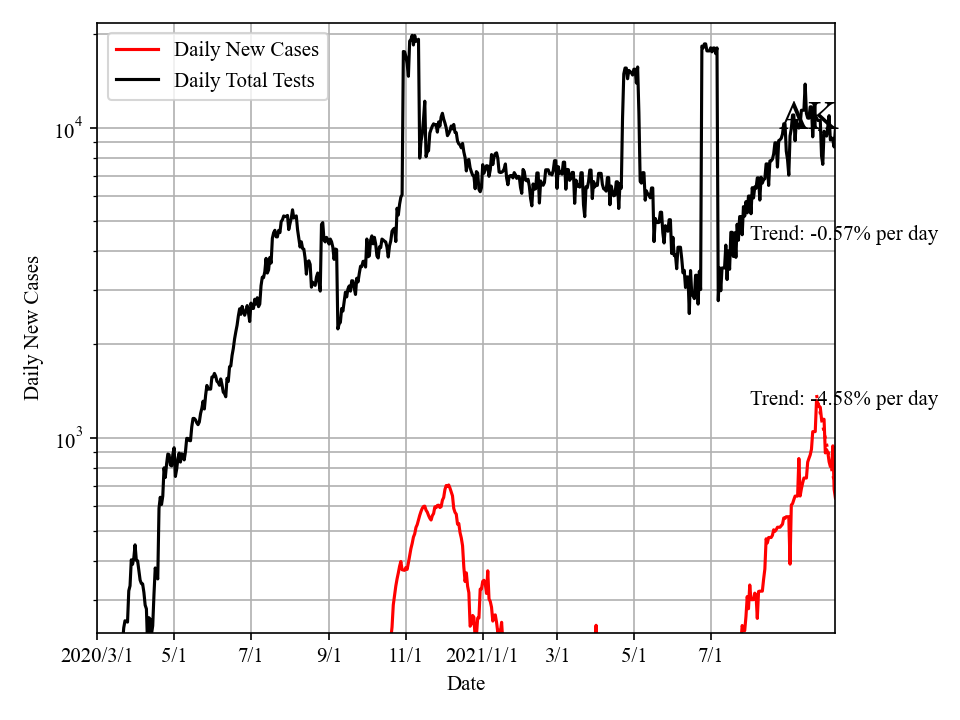 Daily New Cases
Daily Total Tests
AK
10^4
Trend: -0.57% per day
Daily New Cases
Trend: -4.58% per day
10^3
2020/3/1 5/1 7/1 9/1 11/1 2021/1/1 3/1 5/1 7/1
Date